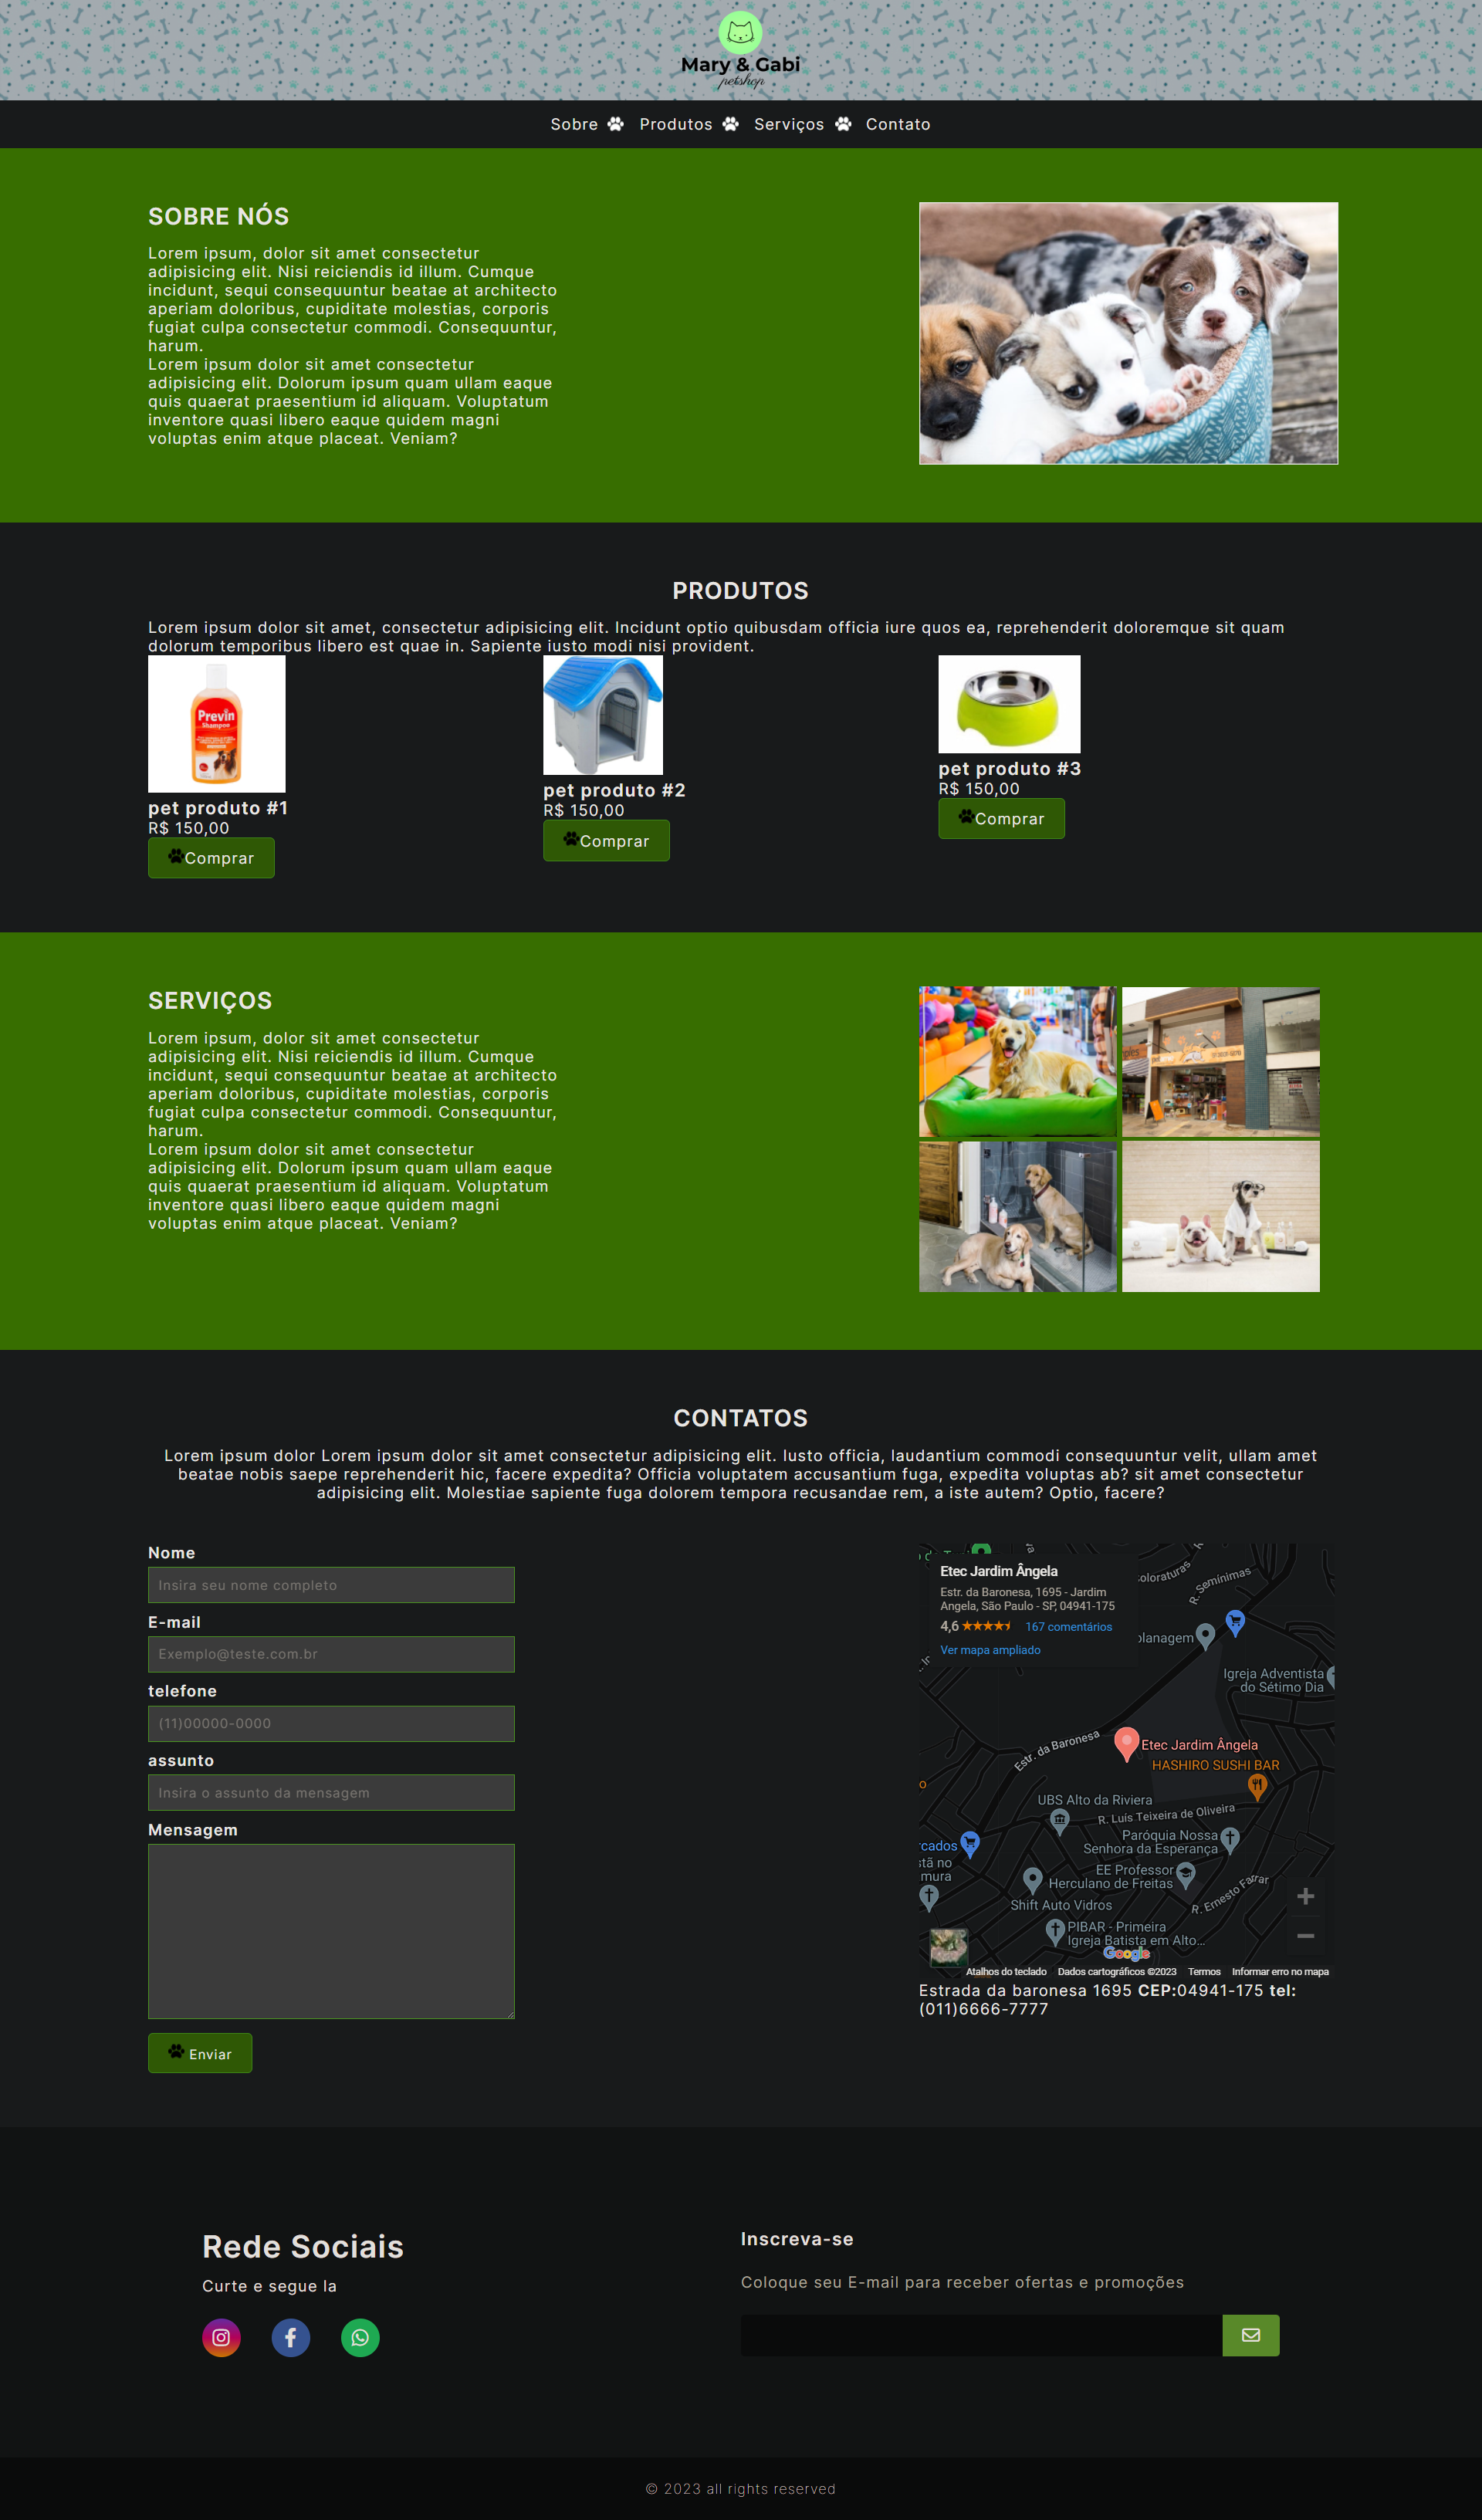 Mary & Gabi
petshop
Sobre Produtos Serviços Contato
SOBRE NÓS
Lorem ipsum, dolor sit amet consectetur
adipisicing elit. Nisi reiciendis id illum. Cumque
incidunt, sequi consequuntur beatae at architecto
aperiam doloribus, cupiditate molestias, corporis
fugiat culpa consectetur commodi. Consequuntur,
harum.
Lorem ipsum dolor sit amet consectetur
adipisicing elit. Dolorum ipsum quam ullam eaque
quis quaerat praesentium id aliquam. Voluptatum
inventore quasi libero eaque quidem magni
voluptas enim atque placeat. Veniam?
PRODUTOS
Lorem ipsum dolor sit amet, consectetur adipisicing elit. Incidunt optio quibusdam officia iure quos ea, reprehenderit doloremque sit quam
dolorum temporibus libero est quae in. Sapiente iusto modi nisi provident.
Previn
Shampoo
pet produto #1
R$ 150,00
Comprar
pet produto #2
R$ 150,00
Comprar
pet produto #3
R$ 150,00
Comprar
SERVIÇOS
Lorem ipsum, dolor sit amet consectetur
adipisicing elit. Nisi reiciendis id illum. Cumque
incidunt, sequi consequuntur beatae at architecto
aperiam doloribus, cupiditate molestias, corporis
fugiat culpa consectetur commodi. Consequuntur,
harum.
Lorem ipsum dolor sit amet consectetur
adipisicing elit. Dolorum ipsum quam ullam eaque
quis quaerat praesentium id aliquam. Voluptatum
inventore quasi libero eaque quidem magni
voluptas enim atque placeat. Veniam?
CONTATOS
Lorem ipsum dolor Lorem ipsum dolor sit amet consectetur adipisicing elit. Iusto officia, laudantium commodi consequuntur velit, ullam amet
beatae nobis saepe reprehenderit hic, facere expedita? Officia voluptatem accusantium fuga, expedita voluptas ab? sit amet consectetur
adipisicing elit. Molestiae sapiente fuga dolorem tempora recusandae rem, a iste autem? Optio, facere?
Nome
Insira seu nome completo
E-mail
Exemplo@teste.com.br
telefone
(11)00000-0000
assunto
Insira o assunto da mensagem
Mensagem
Enviar
Etec Jardim Ângela
Estr. da Baronesa, 1695 - Jardim
Angela, São Paulo - SP, 04941-175
4,6 167 comentários
Ver mapa ampliado
oloraturas
R. Semínimas
planagem
Igreja Adventista
do Sétimo Dia
Estr. da Baronesa
Etec Jardim Ângela
HASHIRO SUSHI BAR
UBS Alto da Riviera
R. Luís Teixeira de Oliveira
Paróquia Nossa
Senhora da Esperança
rcados
stã no
mura
EE Professor
Herculano de Freitas
Shift Auto Vidros
R. Ernesto Farrar
PIBAR - Primeira
Igreja Batista em Alto...
Google
Atalhos do teclado Dados cartográficos ©2023 Termos Informar erro no mapa
Estrada da baronesa 1695 CEP:04941-175 tel:
(011)6666-7777
Rede Sociais
Curte e segue la
Inscreva-se
Coloque seu E-mail para receber ofertas e promoções
© 2023 all rights reserved